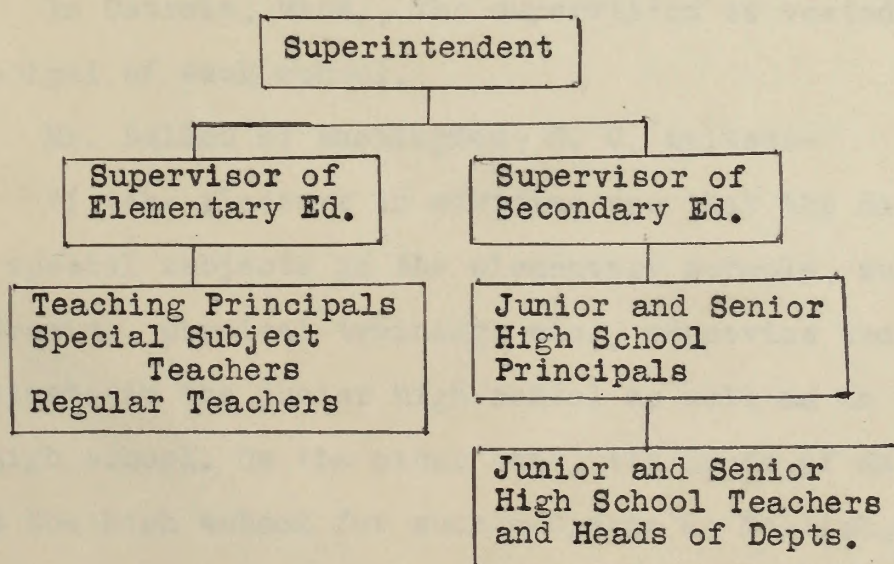 Superintendent
Supervisor of
Elementary Ed.
Supervisor of
Secondary Ed.
Teaching Principals
Special Subject
Teachers
Regular Teachers
Junior and Senior
High School
Principals
Junior and Senior
High School Teachers
and Heads of Depts.